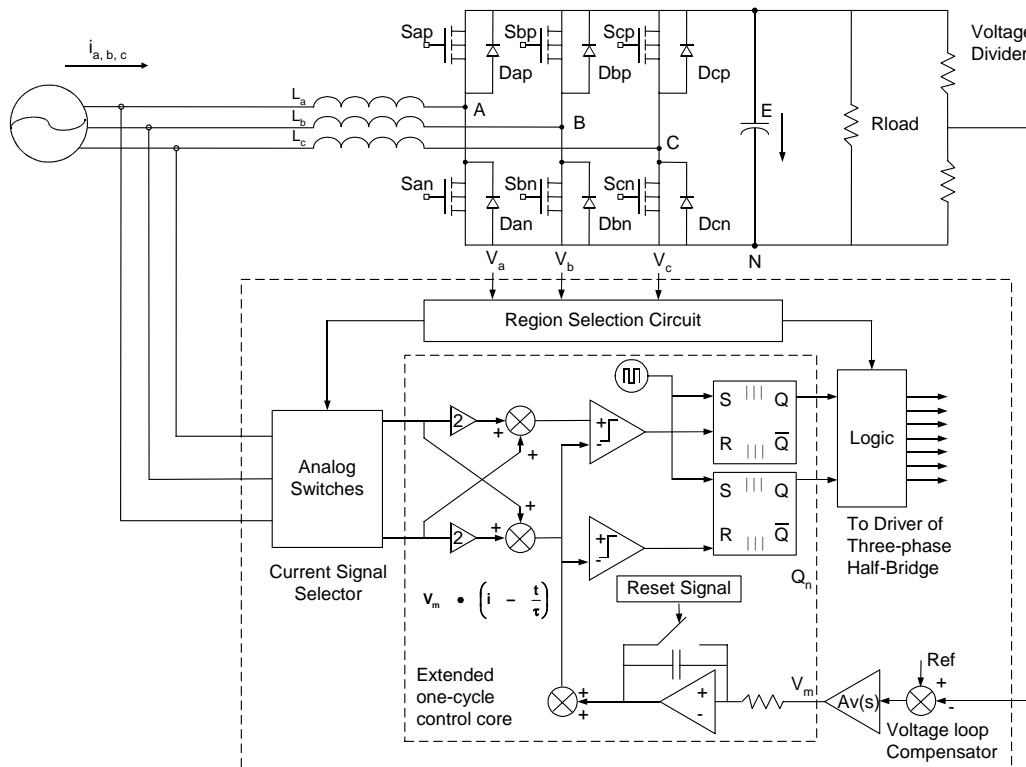 i a, b, c
Sap
Sbp
Scp
Voltage
Divider
Dap
Dbp
Dcp
L a
A
E
L b
B
Rload
L c
C
San
Sbn
Scn
Dan
Dbn
Dcn
V a
V b
V c
N
Region Selection Circuit
2
+
+
+
-
S
Q
R
Q̅
Logic
Analog
Switches
+
2
+
+
-
S
Q
R
Q̅
To Driver of
Three-phase
Half-Bridge
Current Signal
Selector
V m • ( i − t/τ )
Reset Signal
Q n
Extended
one-cycle
control core
+
+
+
-
V m
Av(s)
Ref
+
-
Voltage loop
Compensator